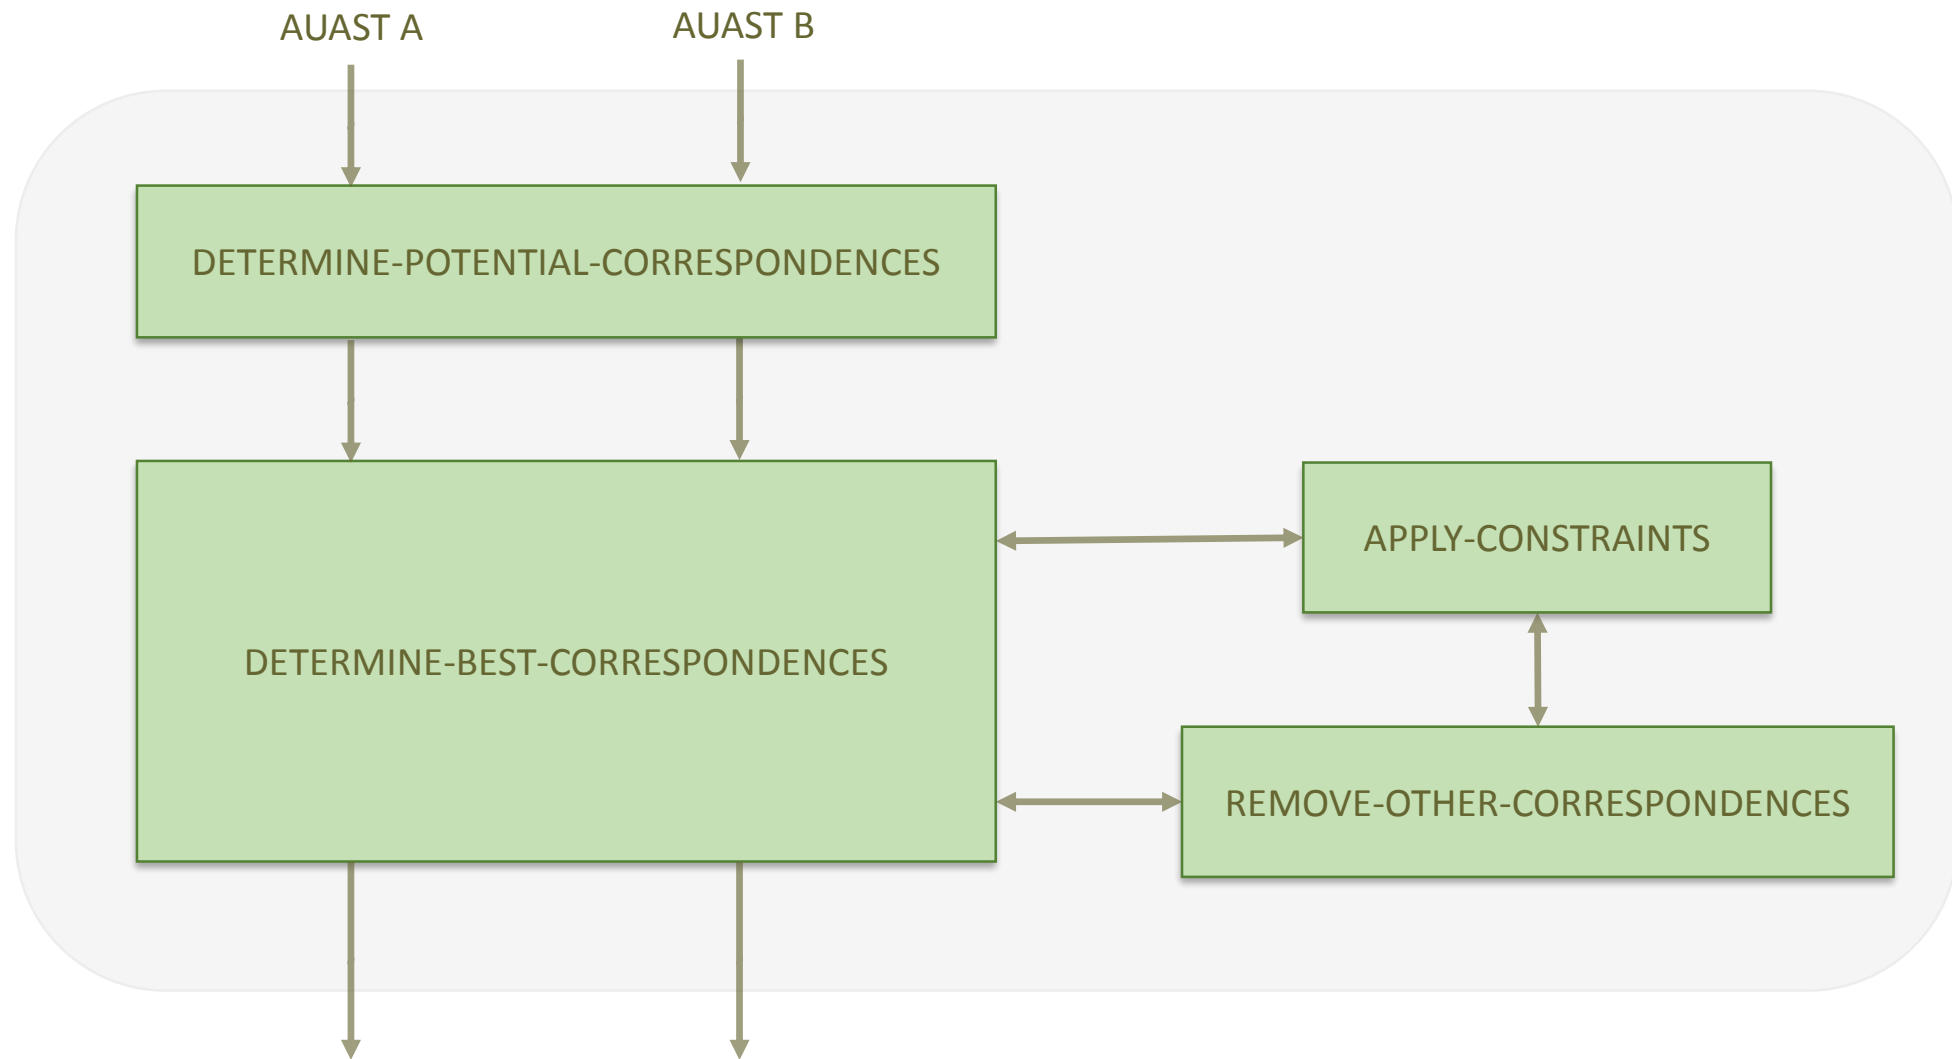 AUAST A
AUAST B
DETERMINE-POTENTIAL-CORRESPONDENCES
DETERMINE-BEST-CORRESPONDENCES
APPLY-CONSTRAINTS
REMOVE-OTHER-CORRESPONDENCES